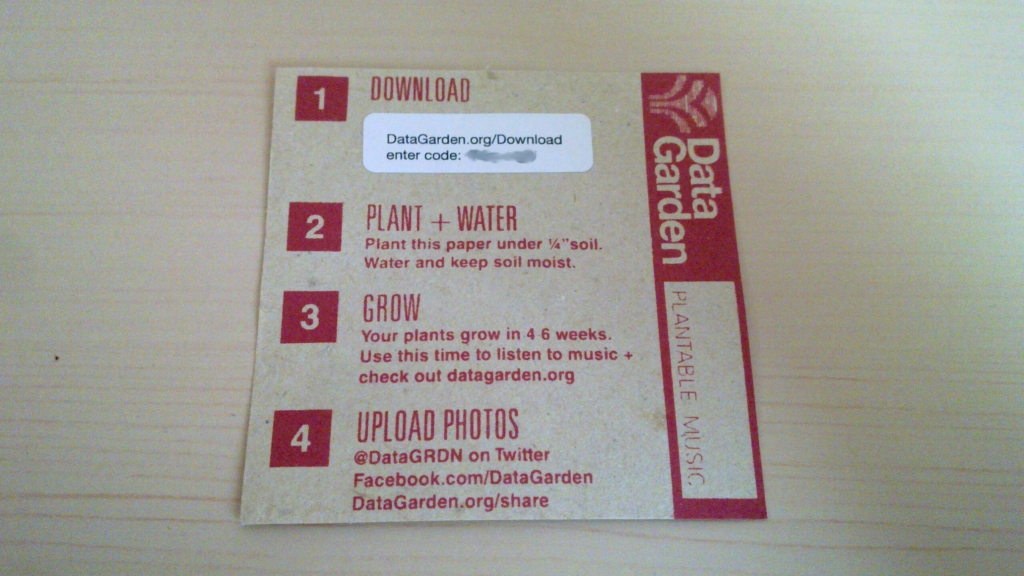 1
DOWNLOAD
DataGarden.org/Download
enter code:
2
PLANT + WATER
Plant this paper under ¼" soil.
Water and keep soil moist.
3
GROW
Your plants grow in 4 6 weeks.
Use this time to listen to music +
check out datagarden.org
4
UPLOAD PHOTOS
@DataGRDN on Twitter
Facebook.com/DataGarden
DataGarden.org/share
Data
Garden
PLANTABLE MUSIC